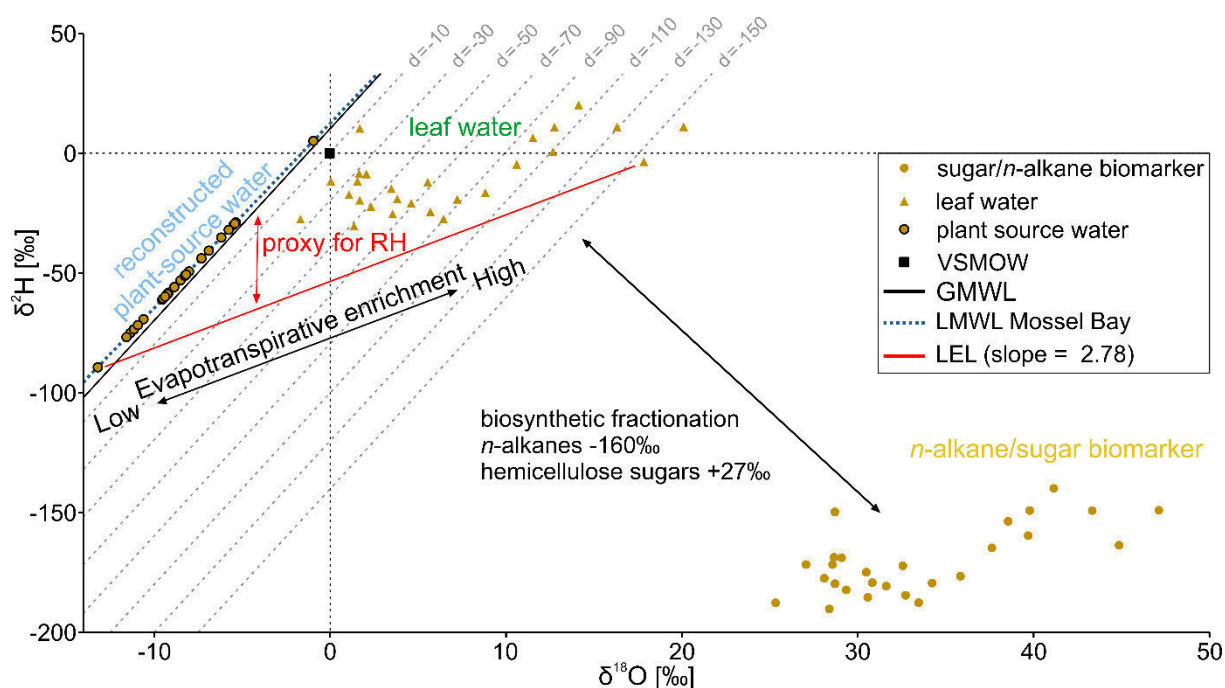 50
0
-50
-100
-150
-200
δ²H [‰]
-10
0
10
20
30
40
50
δ¹⁸O [‰]
d=-10
d=-30
d=-50
d=-70
d=-90
d=-110
d=-130
d=-150
leaf water
reconstructed
plant-source water
proxy for RH
Evapotranspirative enrichment
Low
High
biosynthetic fractionation
n-alkanes -160‰
hemicellulose sugars +27‰
n-alkane/sugar biomarker
sugar/n-alkane biomarker
leaf water
plant source water
VSMOW
GMWL
LMWL Mossel Bay
LEL (slope = 2.78)